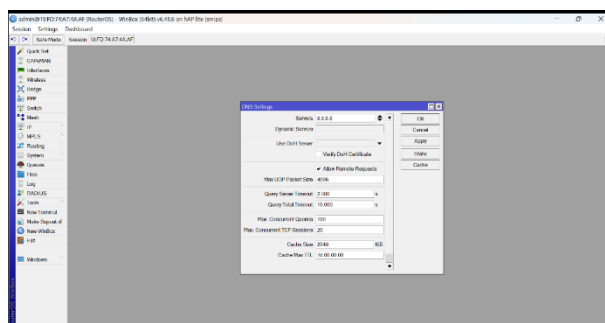 admin@18:FD:74:A7:4A:AF (RouterOS) - WinBox (64bit) v6.48.6 on hAP lite (smips)
Session Settings Dashboard
Safe Mode Session: 18:FD:74:A7:4A:AF
Quick Set
CAPsMAN
Interfaces
Wireless
Bridge
PPP
Switch
Mesh
IP
MPLS
Routing
System
Queues
Files
Log
RADIUS
Tools
New Terminal
Make Supout.rif
New WinBox
Exit
Windows
DNS Settings
Servers: 8.8.8.8
Dynamic Servers:
Use DoH Server:
Verify DoH Certificate
Allow Remote Requests
Max UDP Packet Size: 4096
Query Server Timeout: 2.000 s
Query Total Timeout: 10.000 s
Max. Concurrent Queries: 100
Max. Concurrent TCP Sessions: 20
Cache Size: 2048 KiB
Cache Max TTL: 7d 00:00:00
OK
Cancel
Apply
Static
Cache